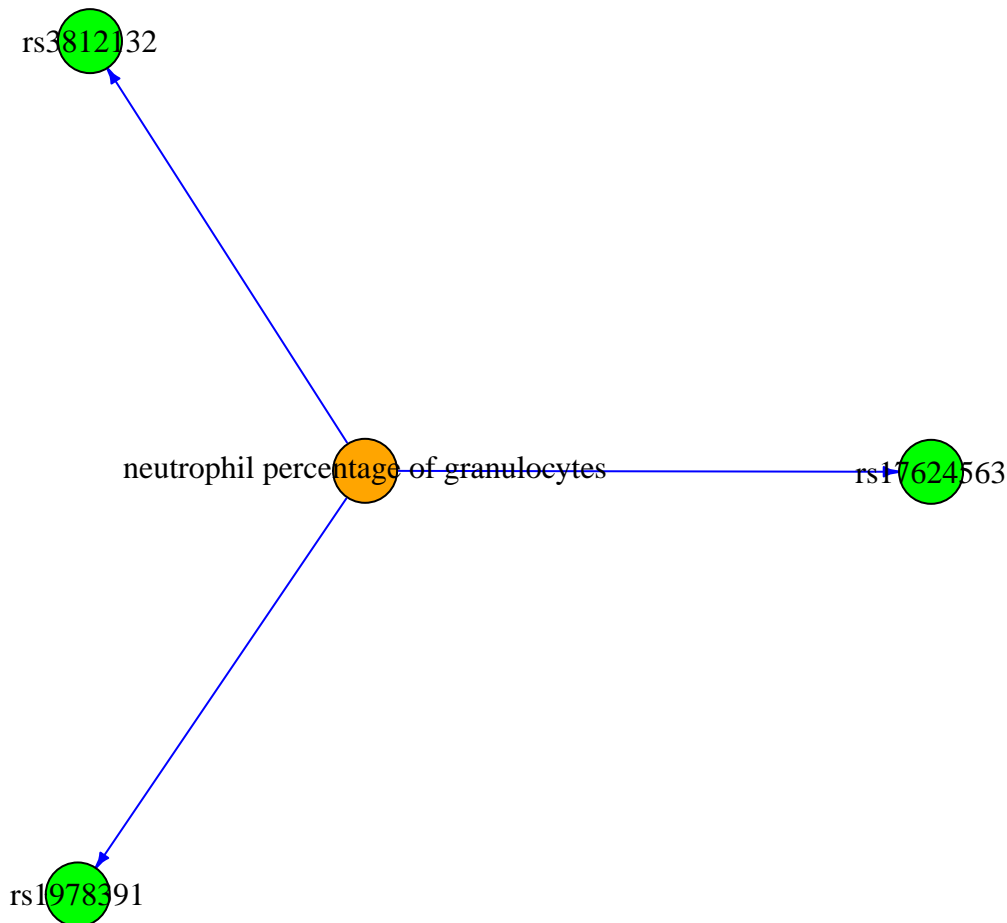 rs3812132
neutrophil percentage of granulocytes
rs17624563
rs1978391